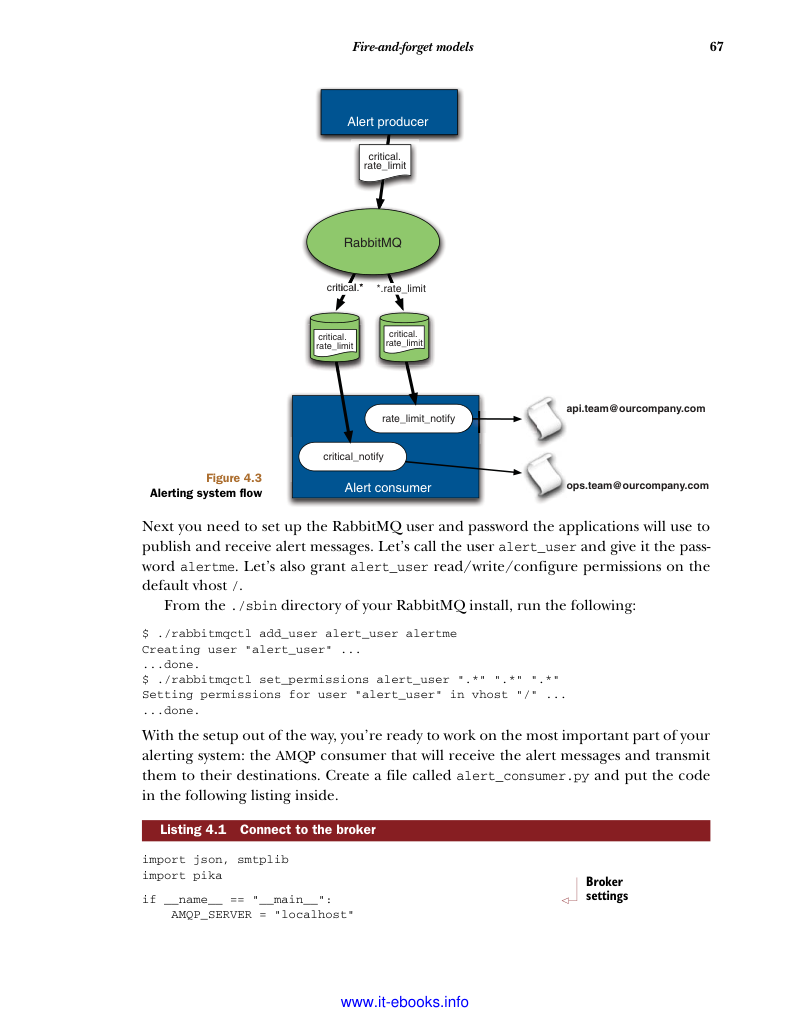 Fire-and-forget models
67
Alert producer
critical.
rate_limit
RabbitMQ
critical.*
*.rate_limit
critical.
rate_limit
critical.
rate_limit
rate_limit_notify
api.team@ourcompany.com
critical_notify
ops.team@ourcompany.com
Alert consumer
Figure 4.3
Alerting system flow
Next you need to set up the RabbitMQ user and password the applications will use to
publish and receive alert messages. Let's call the user alert_user and give it the pass-
word alertme. Let's also grant alert_user read/write/configure permissions on the
default vhost /.
From the ./sbin directory of your RabbitMQ install, run the following:
$ ./rabbitmqctl add_user alert_user alertme
Creating user "alert_user" ...
...done.
$ ./rabbitmqctl set_permissions alert_user ".*" ".*" ".*"
Setting permissions for user "alert_user" in vhost "/" ...
...done.
With the setup out of the way, you're ready to work on the most important part of your
alerting system: the AMQP consumer that will receive the alert messages and transmit
them to their destinations. Create a file called alert_consumer.py and put the code
in the following listing inside.
Listing 4.1 Connect to the broker
import json, smtplib
import pika
if __name__ == "__main__":
AMQP_SERVER = "localhost"
Broker
settings
www.it-ebooks.info